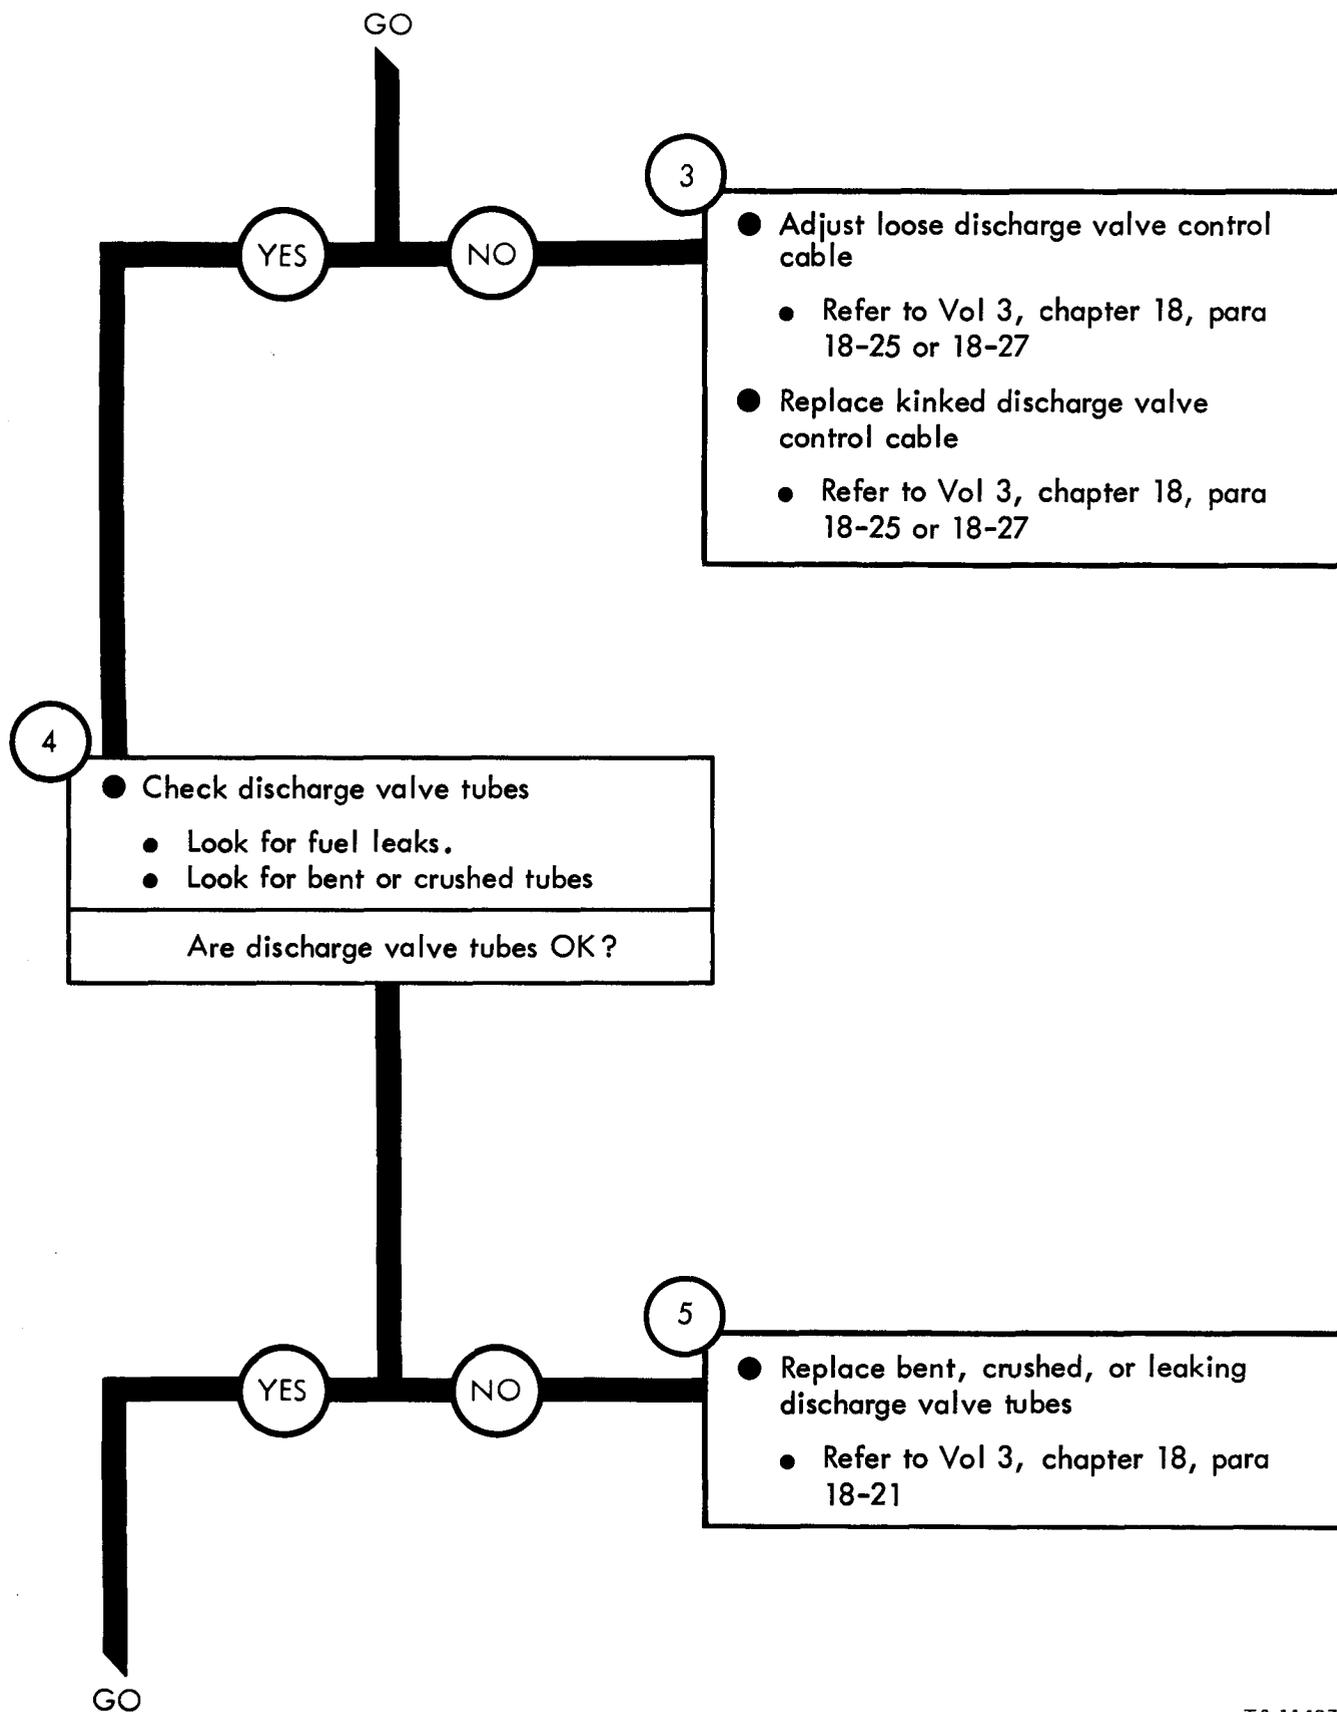 GO
3
YES
NO
● Adjust loose discharge valve control
cable
● Refer to Vol 3, chapter 18, para
18-25 or 18-27
● Replace kinked discharge valve
control cable
● Refer to Vol 3, chapter 18, para
18-25 or 18-27
4
● Check discharge valve tubes
● Look for fuel leaks.
● Look for bent or crushed tubes
Are discharge valve tubes OK?
5
YES
NO
● Replace bent, crushed, or leaking
discharge valve tubes
● Refer to Vol 3, chapter 18, para
18-21
GO